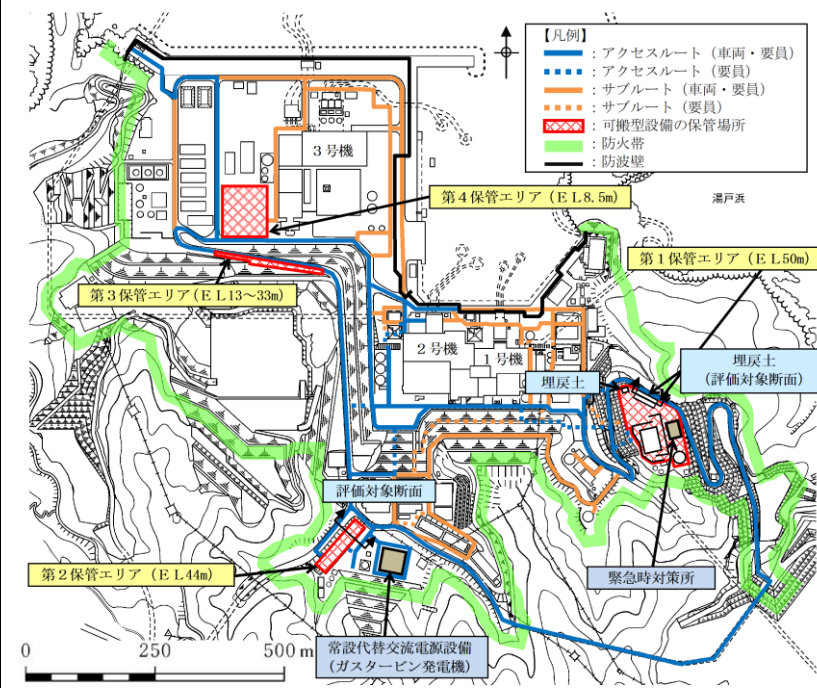 【凡例】
：アクセスルート（車両・要員）
：アクセスルート（要員）
：サブルート（車両・要員）
：サブルート（要員）
：可搬型設備の保管場所
：防火帯
：防波壁
3号機
湯戸浜
第4保管エリア（EL8.5m）
第1保管エリア（EL50m）
第3保管エリア（EL13～33m）
2号機
1号機
埋戻土
埋戻土
（評価対象断面）
評価対象断面
第2保管エリア（EL44m）
緊急時対策所
常設代替交流電源設備
（ガスタービン発電機）
0
250
500 m